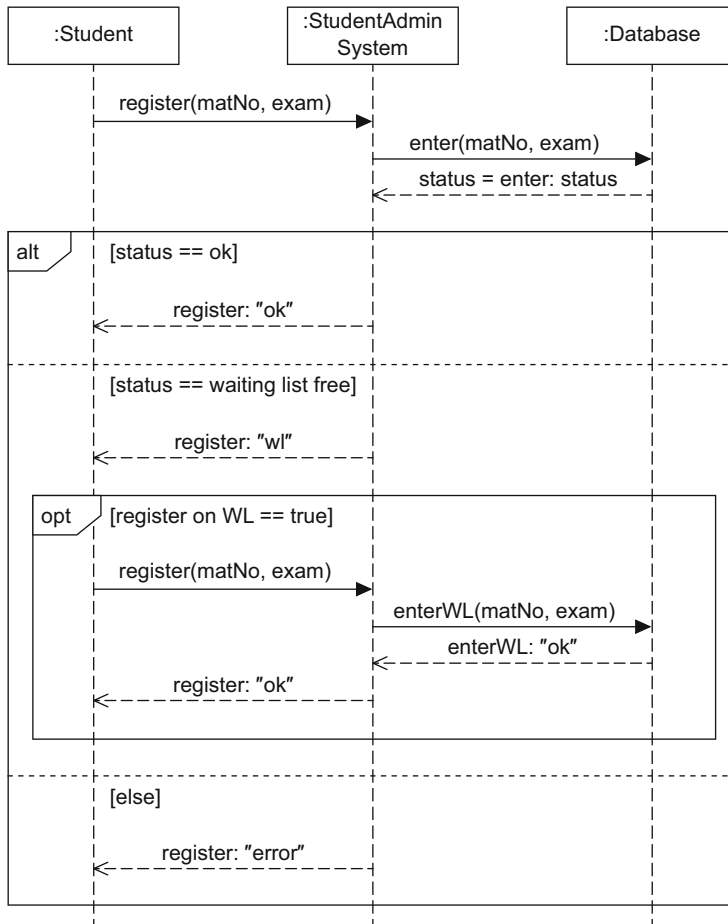 :Student
:StudentAdmin
System
:Database
register(matNo, exam)
enter(matNo, exam)
status = enter: status
alt
[status == ok]
register: "ok"
[status == waiting list free]
register: "wl"
opt
[register on WL == true]
register(matNo, exam)
enterWL(matNo, exam)
enterWL: "ok"
register: "ok"
[else]
register: "error"